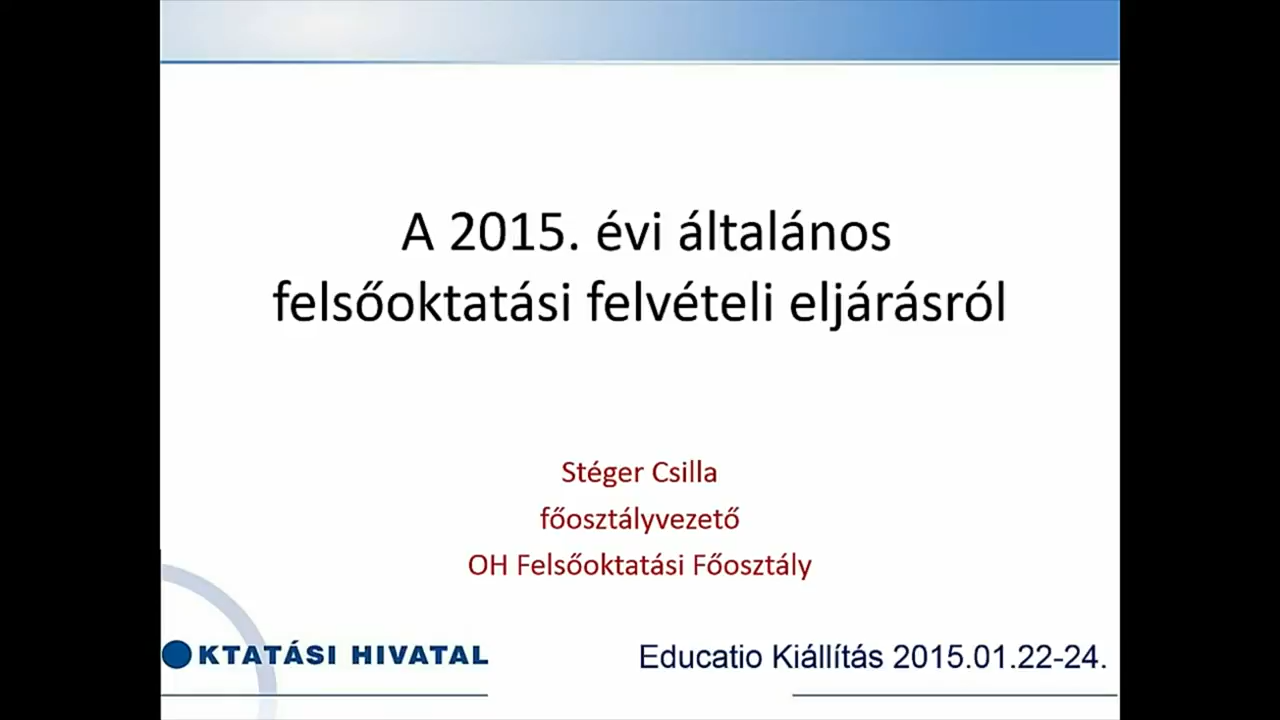 A 2015. évi általános
felsőoktatási felvételi eljárásról
Stéger Csilla
főosztályvezető
OH Felsőoktatási Főosztály
OKTATÁSI HIVATAL
Educatio Kiállítás 2015.01.22-24.